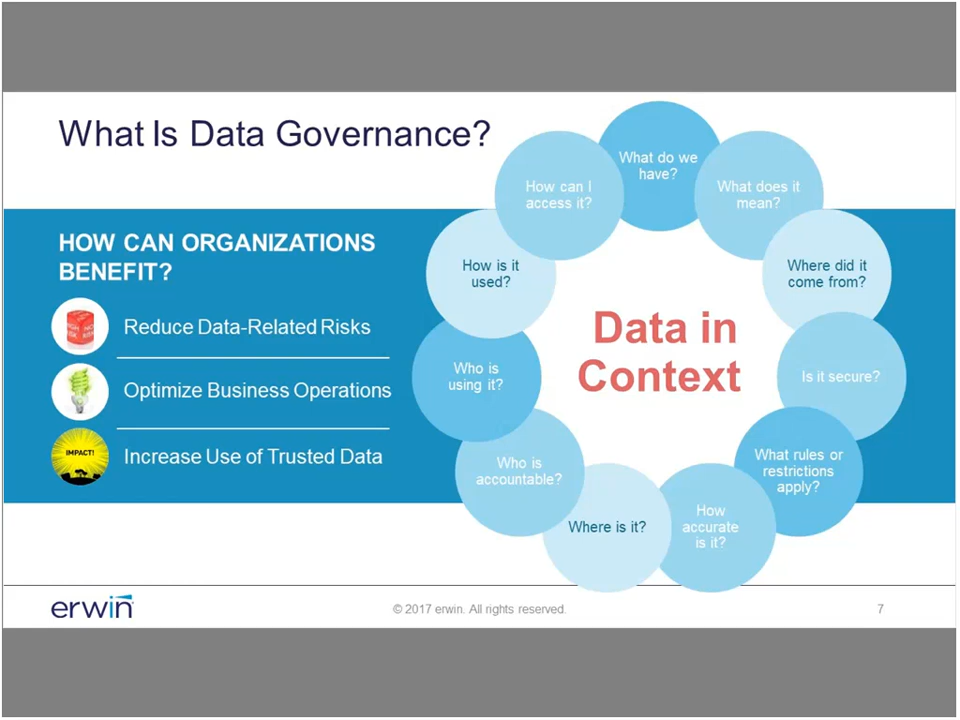 What Is Data Governance?
HOW CAN ORGANIZATIONS
BENEFIT?
Reduce Data-Related Risks
Optimize Business Operations
IMPACT!
Increase Use of Trusted Data
What do we
have?
What does it
mean?
Where did it
come from?
Is it secure?
What rules or
restrictions
apply?
How
accurate
is it?
Where is it?
Who is
accountable?
Who is
using it?
How is it
used?
How can I
access it?
Data in
Context
erwin
© 2017 erwin. All rights reserved.
7